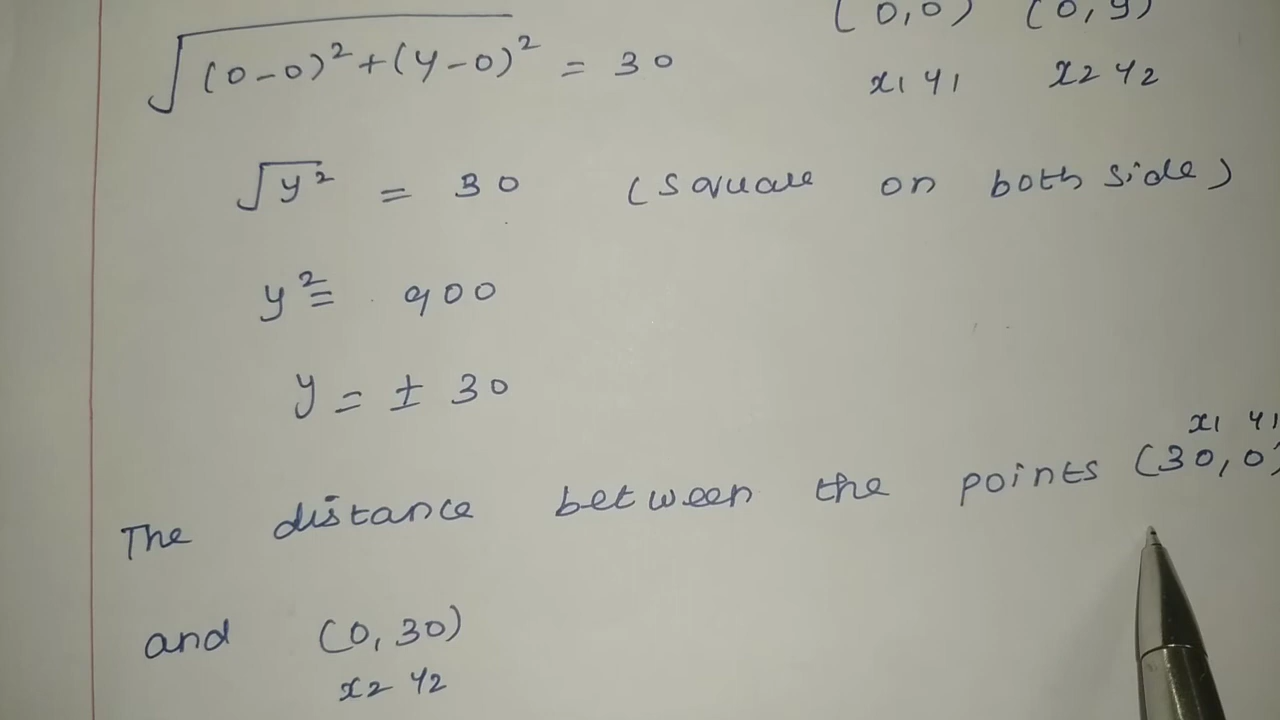 (0,0) (0,y)
√(0-0)²+(y-0)² = 30
x1 y1 x2 y2
√y² = 30 (square on both side)
y² = 900
y = ± 30
x1 y1
The distance between the points (30,0)
and (0,30)
x2 y2